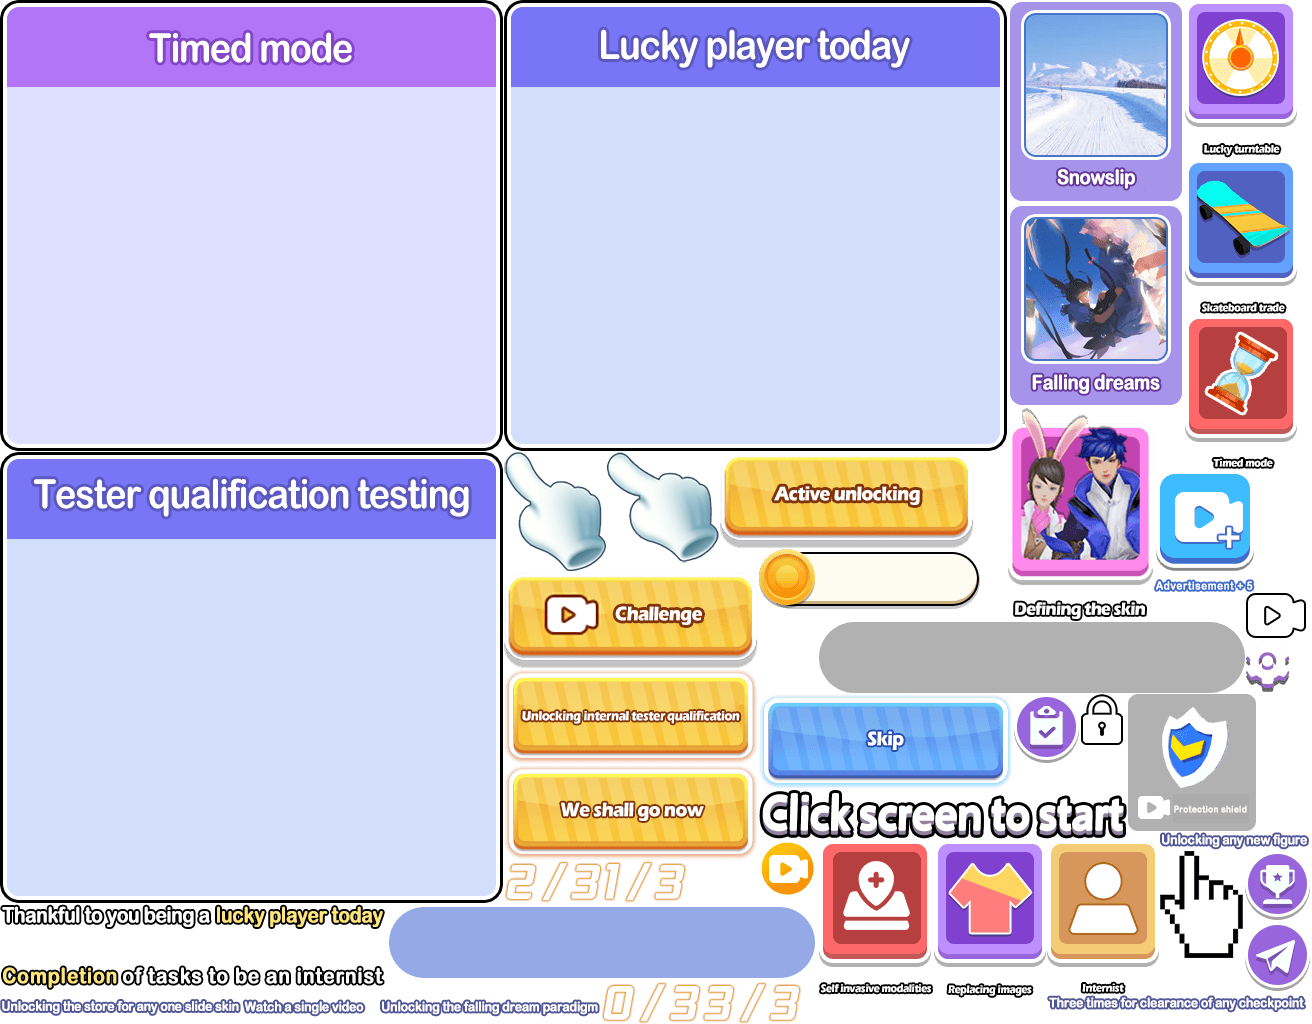 Timed mode
Lucky player today
Snowslip
Lucky turntable
Skateboard trade
Falling dreams
Timed mode
Tester qualification testing
Active unlocking
Advertisement + 5
Defining the skin
Challenge
Unlocking internal tester qualification
Skip
We shall go now
Click screen to start
Protection shield
Unlocking any new figure
2/31/3
Thankful to you being a lucky player today
Completion of tasks to be an internist
Self invasive modalities
Replacing images
Internist
Unlocking the store for any one slide skin
Watch a single video
Unlocking the falling dream paradigm
0/33/3
Three times for clearance of any checkpoint